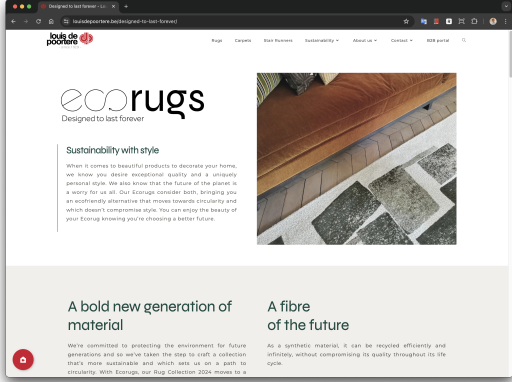 Designed to last forever - Lo
louisdepoortere.be/designed-to-last-forever/
louis de
poortere
Rugs Carpets Stair Runners Sustainability About us Contact B2B portal
ecorugs
Designed to last forever
Sustainability with style
When it comes to beautiful products to decorate your home,
we know you desire exceptional quality and a uniquely
personal style. We also know that the future of the planet is
a worry for us all. Our Ecorugs consider both, bringing you
an ecofriendly alternative that moves towards circularity and
which doesn't compromise style. You can enjoy the beauty of
your Ecorug knowing you're choosing a better future.
A bold new generation of
material
We're committed to protecting the environment for future
generations and so we've taken the step to craft a collection
that's more sustainable and which sets us on a path to
circularity. With Ecorugs, our Rug Collection 2024 moves to a
A fibre
of the future
As a synthetic material, it can be recycled efficiently and
infinitely, without compromising its quality throughout its life
cycle.